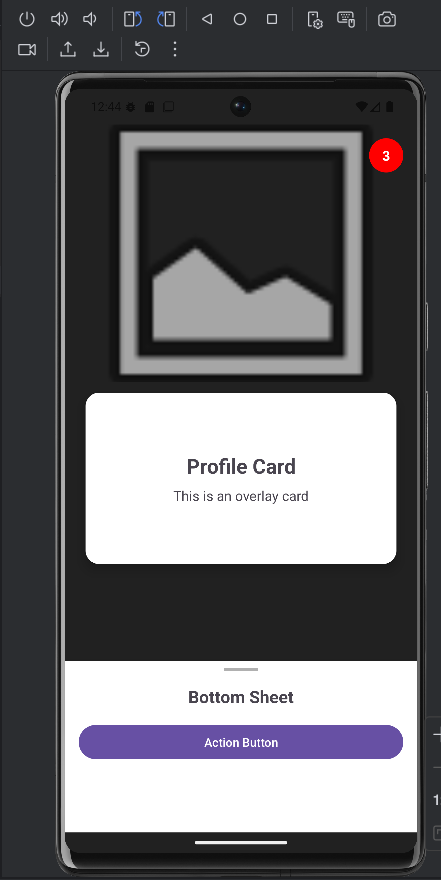 12:44
3
Profile Card
This is an overlay card
Bottom Sheet
Action Button